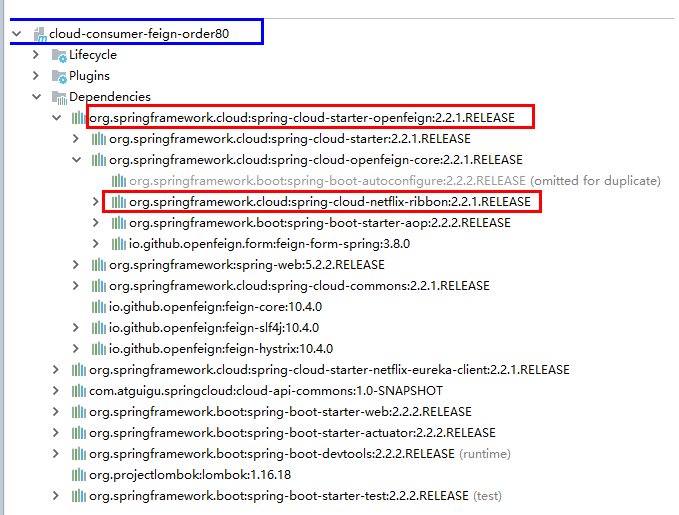 cloud-consumer-feign-order80
Lifecycle
Plugins
Dependencies
org.springframework.cloud:spring-cloud-starter-openfeign:2.2.1.RELEASE
org.springframework.cloud:spring-cloud-starter:2.2.1.RELEASE
org.springframework.cloud:spring-cloud-openfeign-core:2.2.1.RELEASE
org.springframework.boot:spring-boot-autoconfigure:2.2.2.RELEASE (omitted for duplicate)
org.springframework.cloud:spring-cloud-netflix-ribbon:2.2.1.RELEASE
org.springframework.boot:spring-boot-starter-aop:2.2.2.RELEASE
io.github.openfeign.form:feign-form-spring:3.8.0
org.springframework:spring-web:5.2.2.RELEASE
org.springframework.cloud:spring-cloud-commons:2.2.1.RELEASE
io.github.openfeign:feign-core:10.4.0
io.github.openfeign:feign-slf4j:10.4.0
io.github.openfeign:feign-hystrix:10.4.0
org.springframework.cloud:spring-cloud-starter-netflix-eureka-client:2.2.1.RELEASE
com.atguigu.springcloud:cloud-api-commons:1.0-SNAPSHOT
org.springframework.boot:spring-boot-starter-web:2.2.2.RELEASE
org.springframework.boot:spring-boot-starter-actuator:2.2.2.RELEASE
org.springframework.boot:spring-boot-devtools:2.2.2.RELEASE (runtime)
org.projectlombok:lombok:1.16.18
org.springframework.boot:spring-boot-starter-test:2.2.2.RELEASE (test)